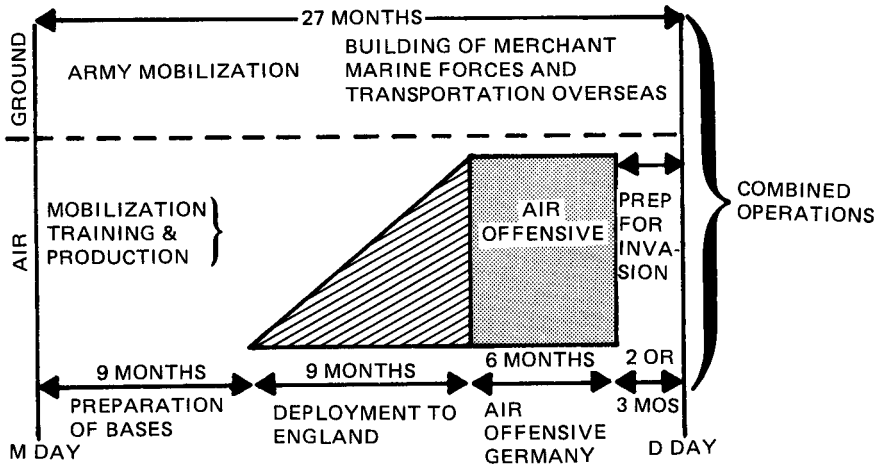 27 MONTHS
GROUND
ARMY MOBILIZATION
BUILDING OF MERCHANT
MARINE FORCES AND
TRANSPORTATION OVERSEAS
AIR
MOBILIZATION
TRAINING &
PRODUCTION
AIR
OFFENSIVE
PREP
FOR
INVA-
SION
COMBINED
OPERATIONS
9 MONTHS
PREPARATION
OF BASES
9 MONTHS
DEPLOYMENT TO
ENGLAND
6 MONTHS
AIR
OFFENSIVE
GERMANY
2 OR
3 MOS
M DAY
D DAY